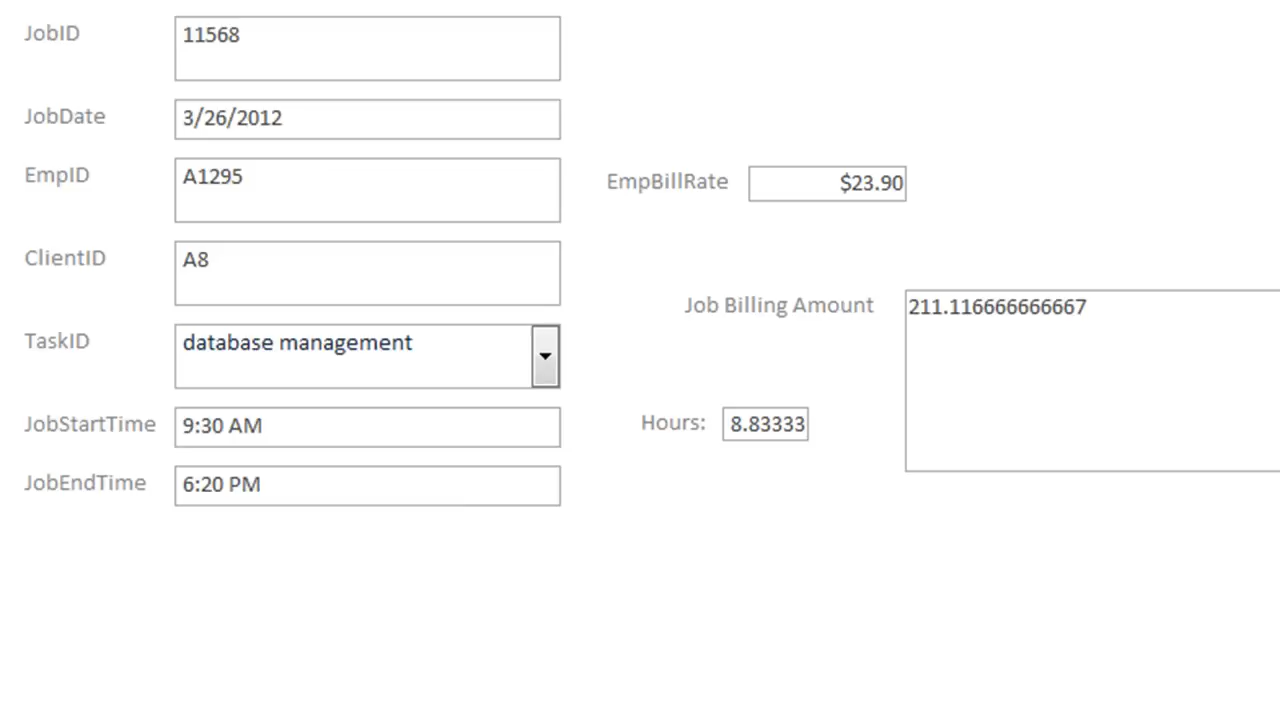 JobID 11568
JobDate 3/26/2012
EmpID A1295
EmpBillRate $23.90
ClientID A8
Job Billing Amount 211.116666666667
TaskID database management
JobStartTime 9:30 AM
Hours: 8.83333
JobEndTime 6:20 PM